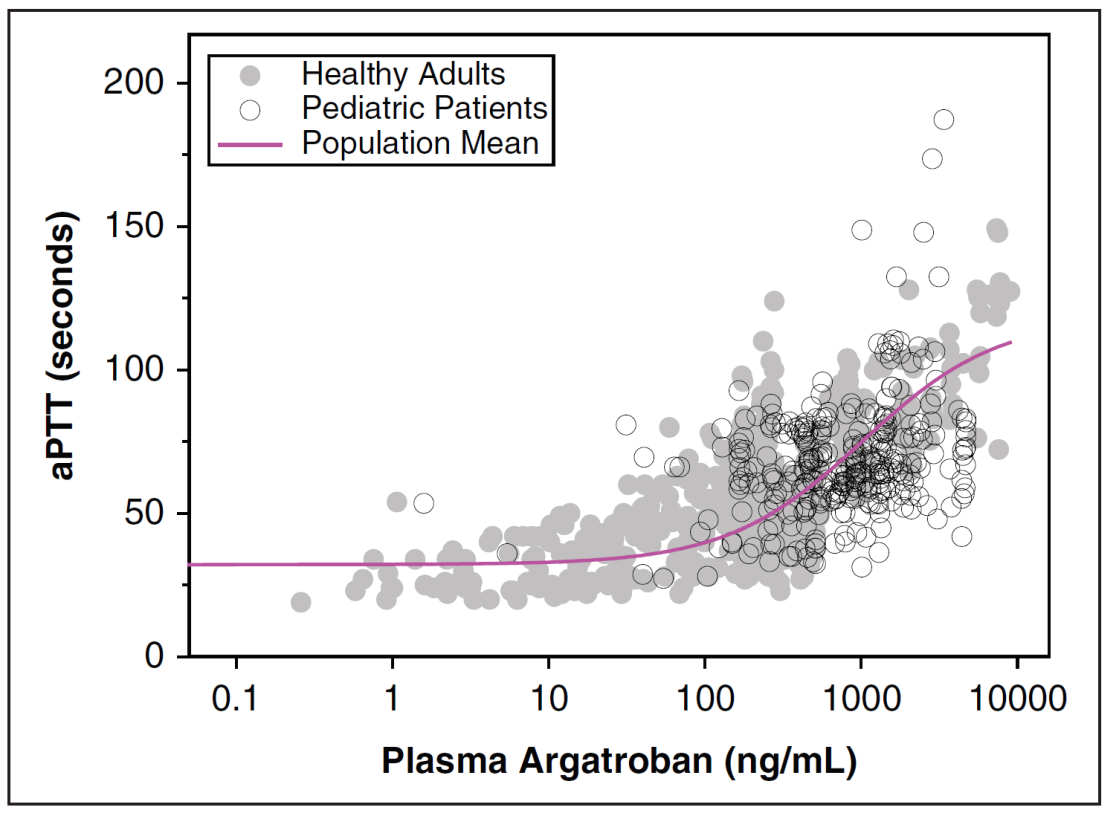 Healthy Adults
Pediatric Patients
Population Mean
200
150
100
50
0
aPTT (seconds)
0.1 1 10 100 1000 10000
Plasma Argatroban (ng/mL)